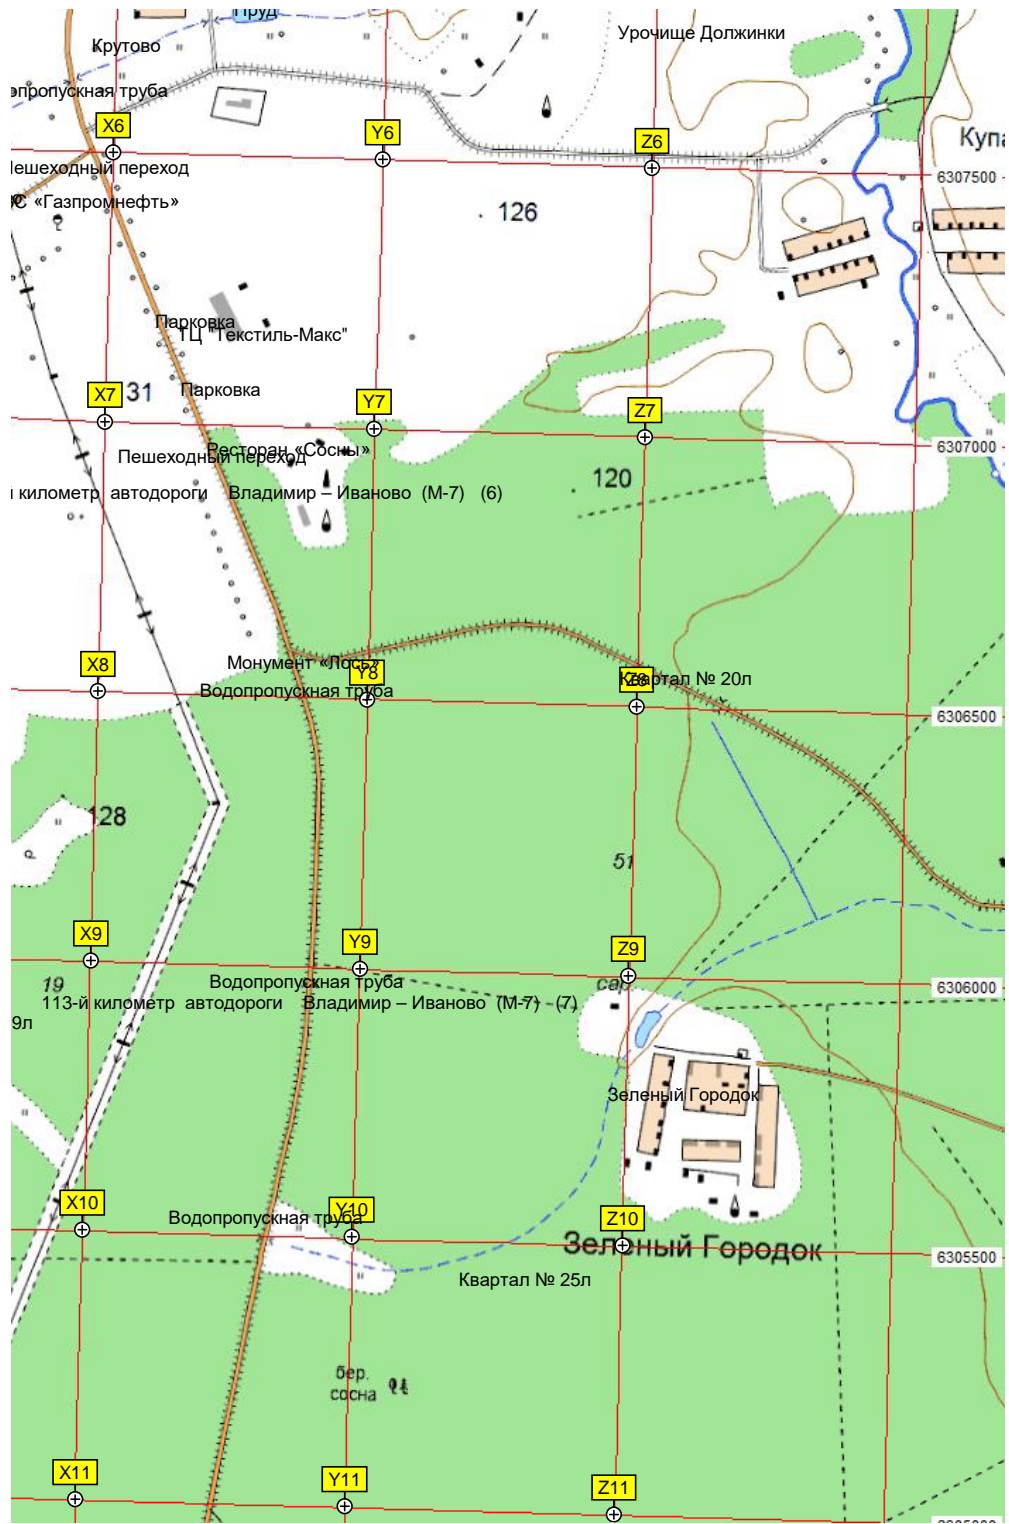 Пруд
Урочище Должинки
Крутово
опропускная труба
X6
Y6
Z6
Купа
Пешеходный переход
6307500
С «Газпромнефть»
126
Парковка
ТЦ "Текстиль-Макс"
X7
31
Парковка
Y7
Z7
Ресторан «Сосны»
6307000
Пешеходный переход
120
километр автодороги Владимир – Иваново (М-7) (6)
X8
Монумент «Лось»
Y8
Z8
Квартал № 20л
Водопропускная труба
6306500
128
51
X9
Y9
Z9
19
Водопропускная труба
сар
6306000
113-й километр автодороги Владимир – Иваново (М-7) (7)
9л
Зеленый Городок
X10
Y10
Водопропускная труба
Z10
Зеленый Городок
6305500
Квартал № 25л
бер.
сосна
X11
Y11
Z11